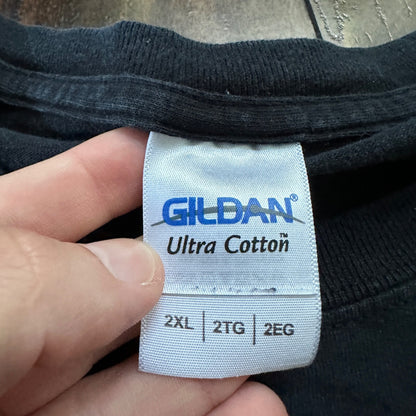 GILDAN®
Ultra Cotton™
2XL | 2TG | 2EG